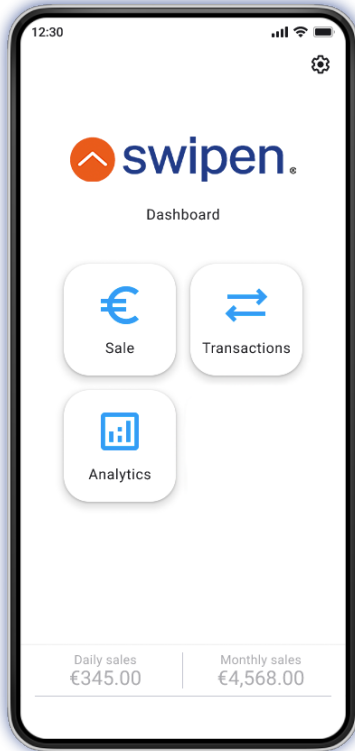 12:30
swipen®
Dashboard
€
Sale
Transactions
Analytics
Daily sales
€345.00
Monthly sales
€4,568.00